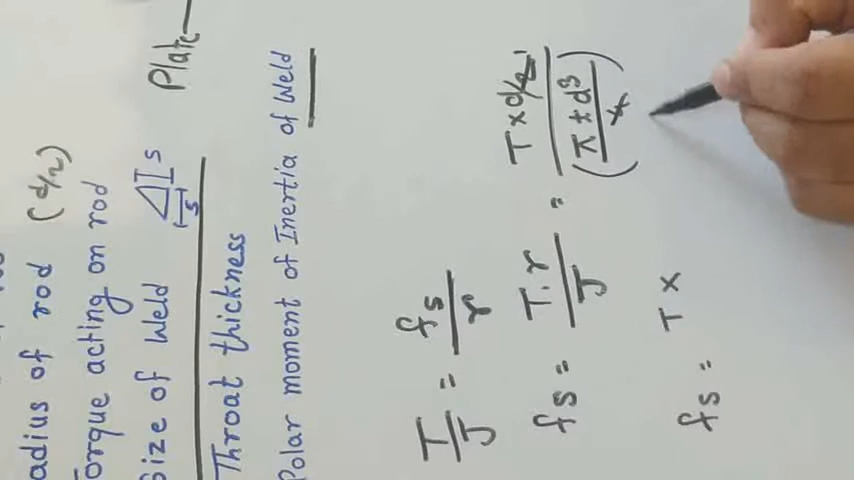 adius of rod (d/2)
Torque acting on rod
Size of Weld s s
Plate
Throat thickness
Polar moment of Inertia of Weld
T/J = fs/r
fs = T.r/J = T × d/2 / (π t d³/4)
fs = T ×